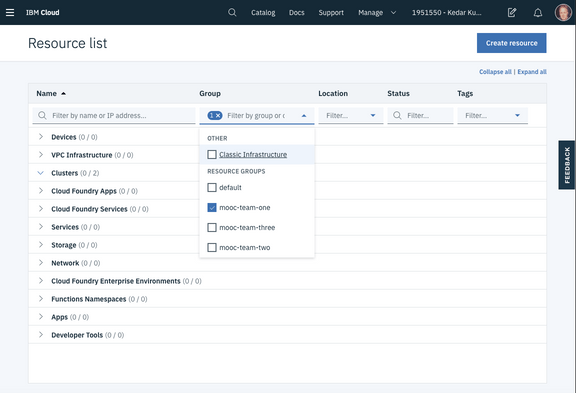 IBM Cloud
Catalog
Docs
Support
Manage
1951550 - Kedar Ku...
Resource list
Create resource
Collapse all | Expand all
Name
Group
Location
Status
Tags
Filter by name or IP address...
1 ×
Filter by group or c
Filter...
Filter...
Filter...
Devices (0 / 0)
OTHER
Classic Infrastructure
VPC Infrastructure (0 / 0)
RESOURCE GROUPS
Clusters (0 / 2)
default
Cloud Foundry Apps (0 / 0)
mooc-team-one
Cloud Foundry Services (0 / 0)
mooc-team-three
Services (0 / 0)
mooc-team-two
Storage (0 / 0)
Network (0 / 0)
Cloud Foundry Enterprise Environments (0 / 0)
Functions Namespaces (0 / 0)
Apps (0 / 0)
Developer Tools (0 / 0)
FEEDBACK